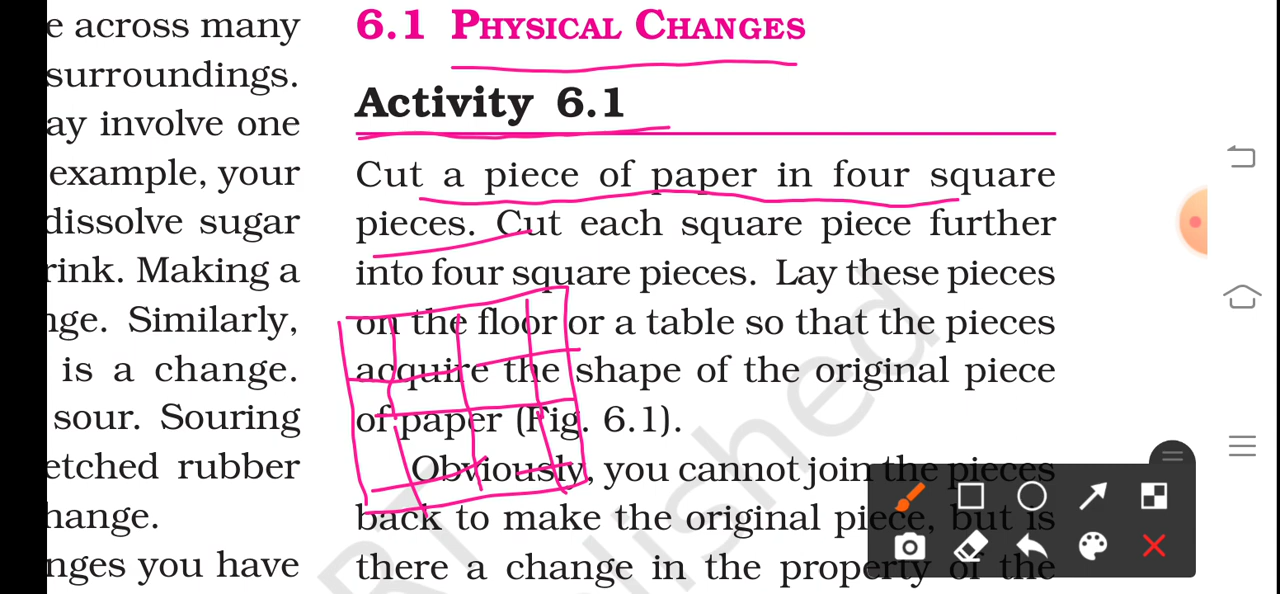 e across many
surroundings.
ay involve one
example, your
dissolve sugar
rink. Making a
nge. Similarly,
is a change.
sour. Souring
etched rubber
hange.
nges you have
6.1 PHYSICAL CHANGES
Activity 6.1
Cut a piece of paper in four square
pieces. Cut each square piece further
into four square pieces. Lay these pieces
on the floor or a table so that the pieces
acquire the shape of the original piece
of paper (Fig. 6.1).
Obviously, you cannot join the pieces
back to make the original piece, but is
there a change in the property of the